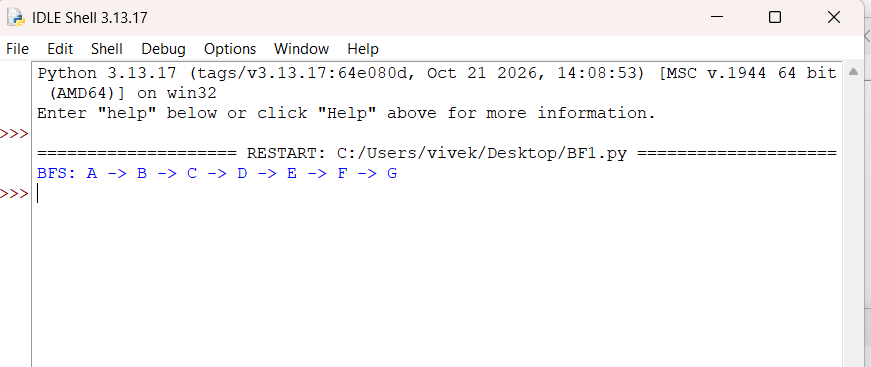 IDLE Shell 3.13.17
File Edit Shell Debug Options Window Help
Python 3.13.17 (tags/v3.13.17:64e080d, Oct 21 2026, 14:08:53) [MSC v.1944 64 bit
(AMD64)] on win32
Enter "help" below or click "Help" above for more information.
>>>
==================== RESTART: C:/Users/vivek/Desktop/BF1.py ====================
BFS: A -> B -> C -> D -> E -> F -> G
>>>